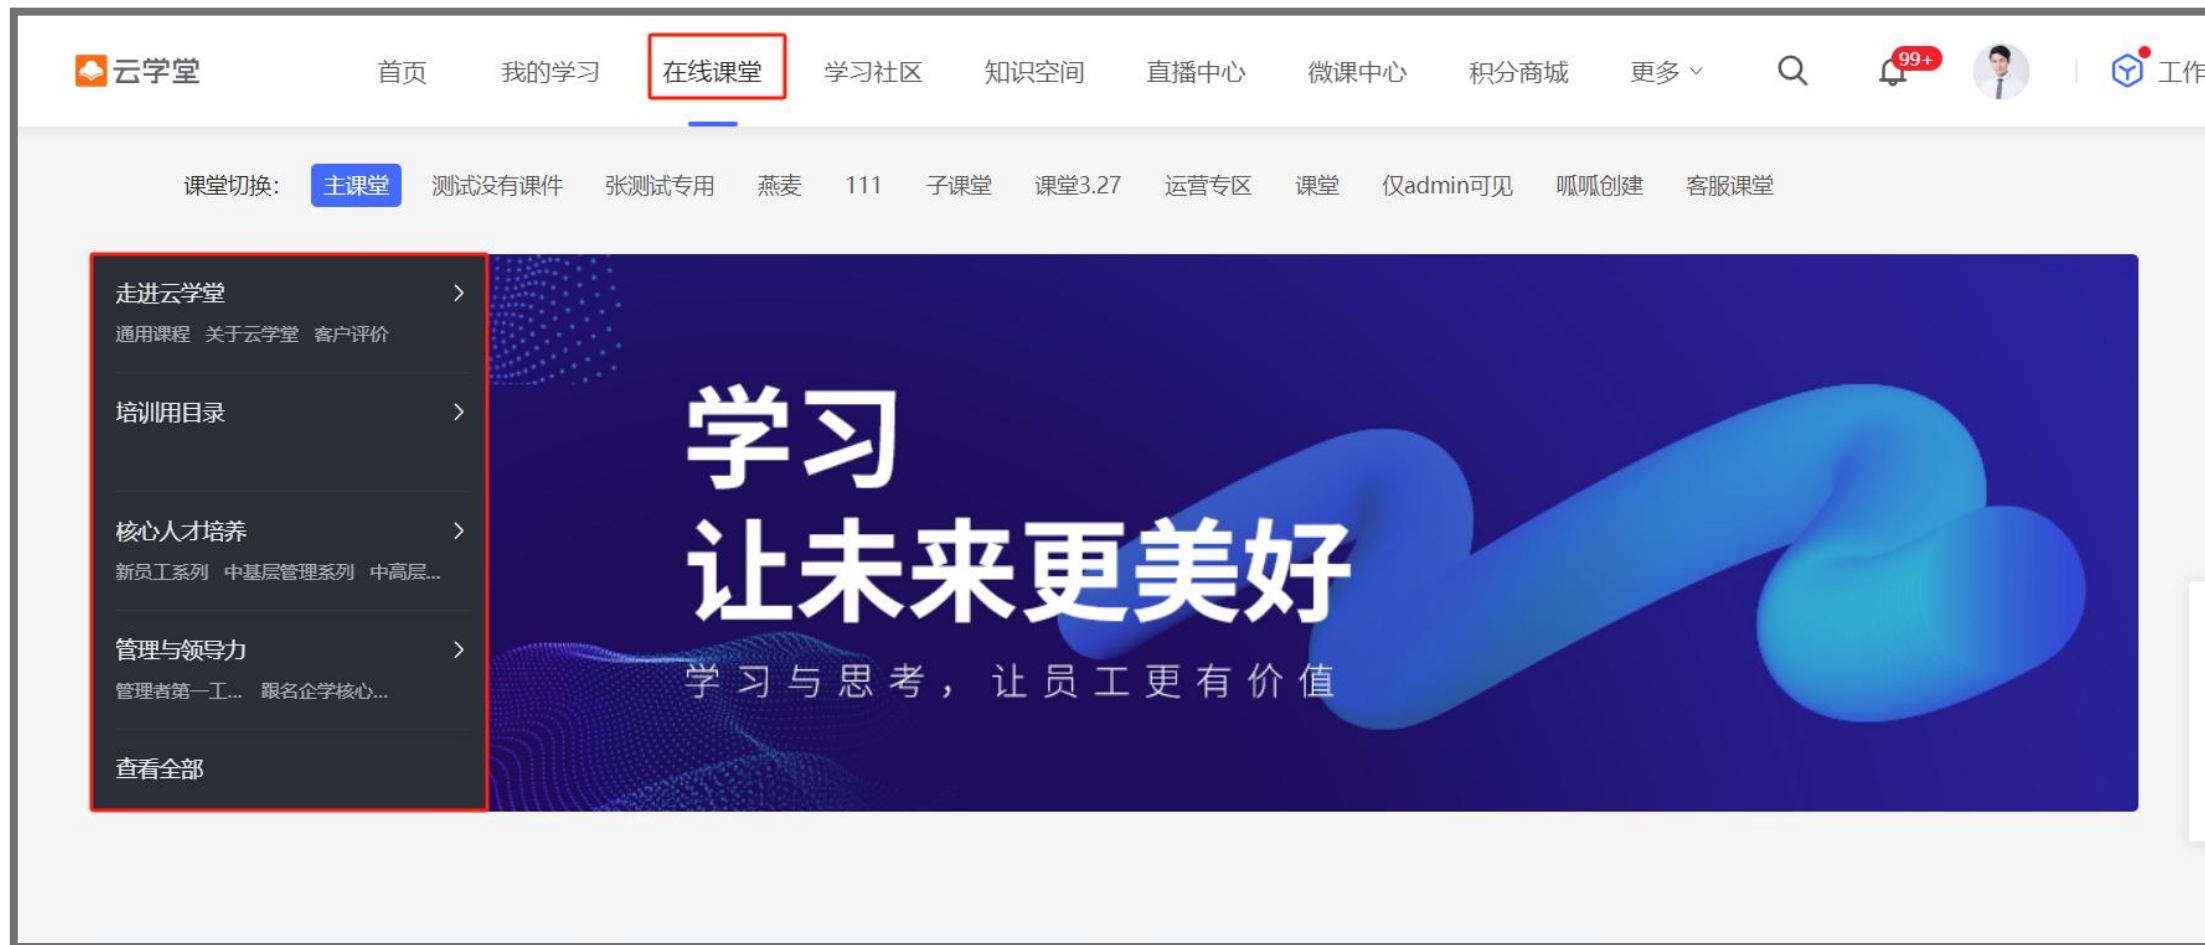 云学堂 首页 我的学习 在线课堂 学习社区 知识空间 直播中心 微课中心 积分商城 更多 99+ 工作
课堂切换: 主课堂 测试没有课件 张测试专用 燕麦 111 子课堂 课堂3.27 运营专区 课堂 仅admin可见 呱呱创建 客服课堂
走进云学堂
通用课程 关于云学堂 客户评价
培训用目录
核心人才培养
新员工系列 中基层管理系列 中高层...
管理与领导力
管理者第一工... 跟名企学核心...
查看全部
学习
让未来更美好
学习与思考，让员工更有价值